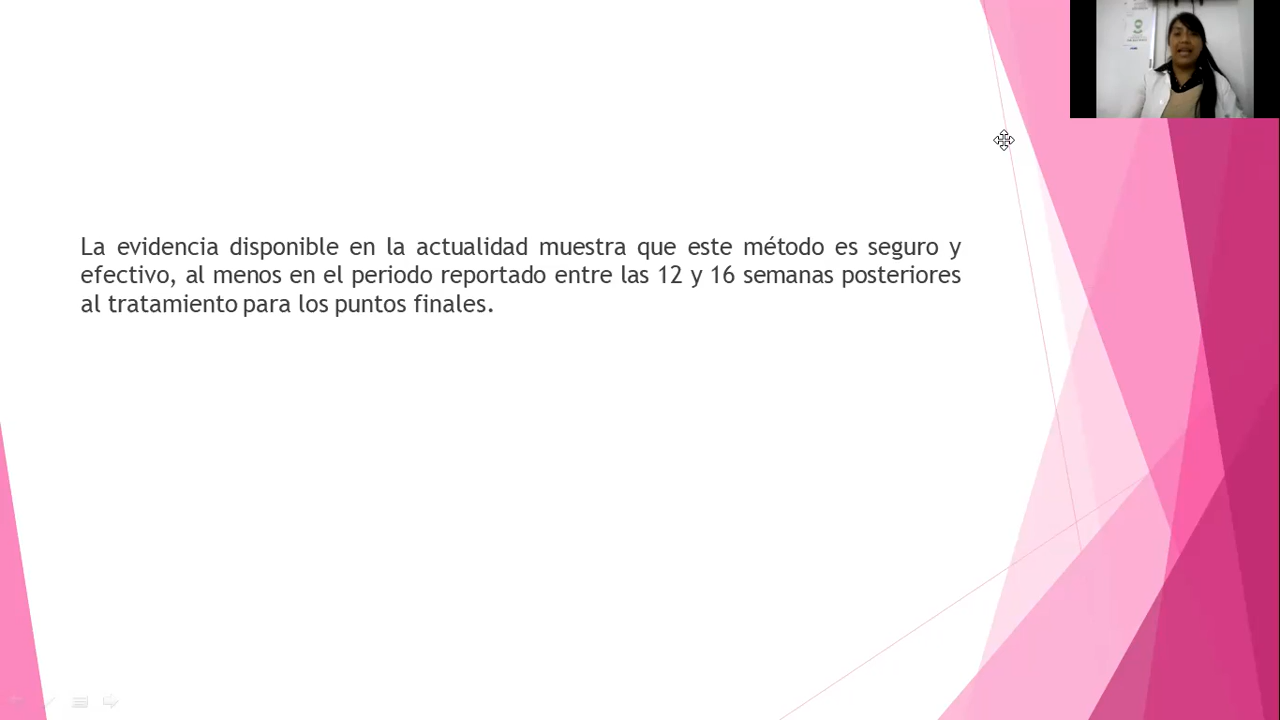 La evidencia disponible en la actualidad muestra que este método es seguro y
efectivo, al menos en el periodo reportado entre las 12 y 16 semanas posteriores
al tratamiento para los puntos finales.